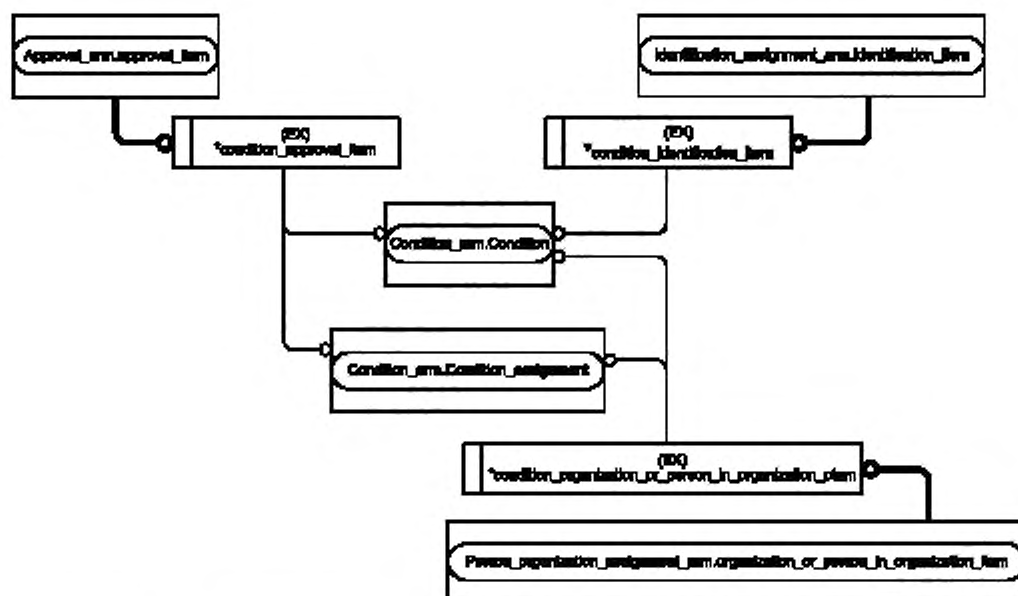 Approval_arm.approval_item
Identification_assignment_arm.identification_item
(EX)
*condition_approval_item
(EX)
*condition_identification_item
Condition_arm.Condition
Condition_arm.Condition_assignment
(EX)
*condition_organization_or_person_in_organization_item
Person_organization_assignment_arm.organization_or_person_in_organization_item